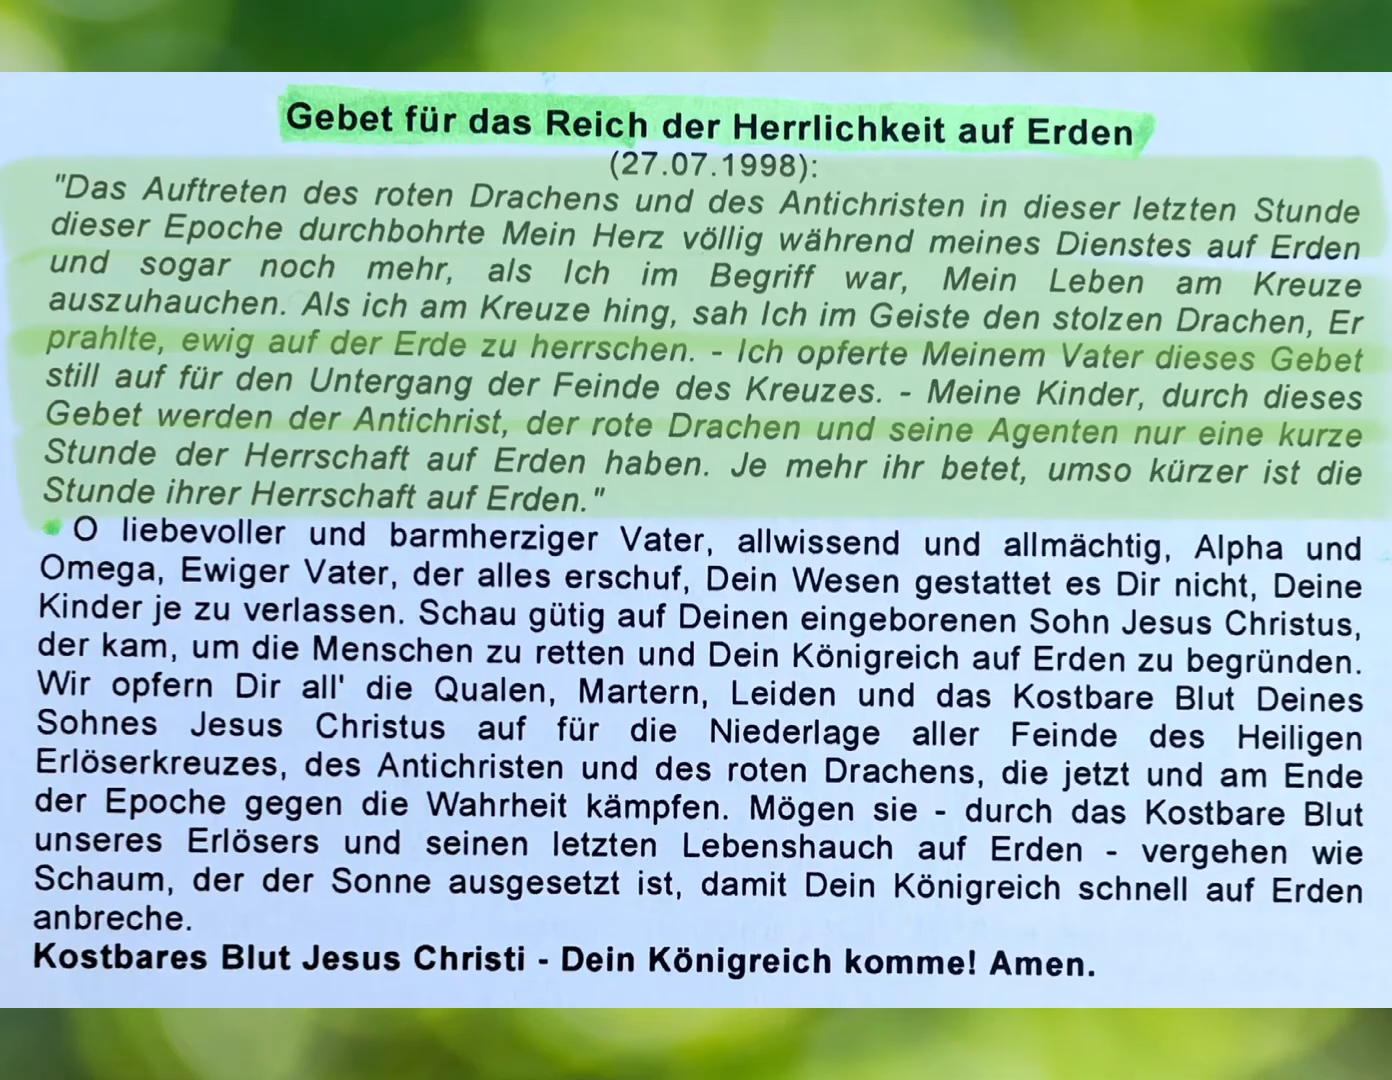 Gebet für das Reich der Herrlichkeit auf Erden
(27.07.1998):
"Das Auftreten des roten Drachens und des Antichristen in dieser letzten Stunde
dieser Epoche durchbohrte Mein Herz völlig während meines Dienstes auf Erden
und sogar noch mehr, als Ich im Begriff war, Mein Leben am Kreuze
auszuhauchen. Als ich am Kreuze hing, sah Ich im Geiste den stolzen Drachen, Er
prahlte, ewig auf der Erde zu herrschen. - Ich opferte Meinem Vater dieses Gebet
still auf für den Untergang der Feinde des Kreuzes. - Meine Kinder, durch dieses
Gebet werden der Antichrist, der rote Drachen und seine Agenten nur eine kurze
Stunde der Herrschaft auf Erden haben. Je mehr ihr betet, umso kürzer ist die
Stunde ihrer Herrschaft auf Erden."
O liebevoller und barmherziger Vater, allwissend und allmächtig, Alpha und
Omega, Ewiger Vater, der alles erschuf, Dein Wesen gestattet es Dir nicht, Deine
Kinder je zu verlassen. Schau gütig auf Deinen eingeborenen Sohn Jesus Christus,
der kam, um die Menschen zu retten und Dein Königreich auf Erden zu begründen.
Wir opfern Dir all' die Qualen, Martern, Leiden und das Kostbare Blut Deines
Sohnes Jesus Christus auf für die Niederlage aller Feinde des Heiligen
Erlöserkreuzes, des Antichristen und des roten Drachens, die jetzt und am Ende
der Epoche gegen die Wahrheit kämpfen. Mögen sie - durch das Kostbare Blut
unseres Erlösers und seinen letzten Lebenshauch auf Erden - vergehen wie
Schaum, der der Sonne ausgesetzt ist, damit Dein Königreich schnell auf Erden
anbreche.
Kostbares Blut Jesus Christi - Dein Königreich komme! Amen.